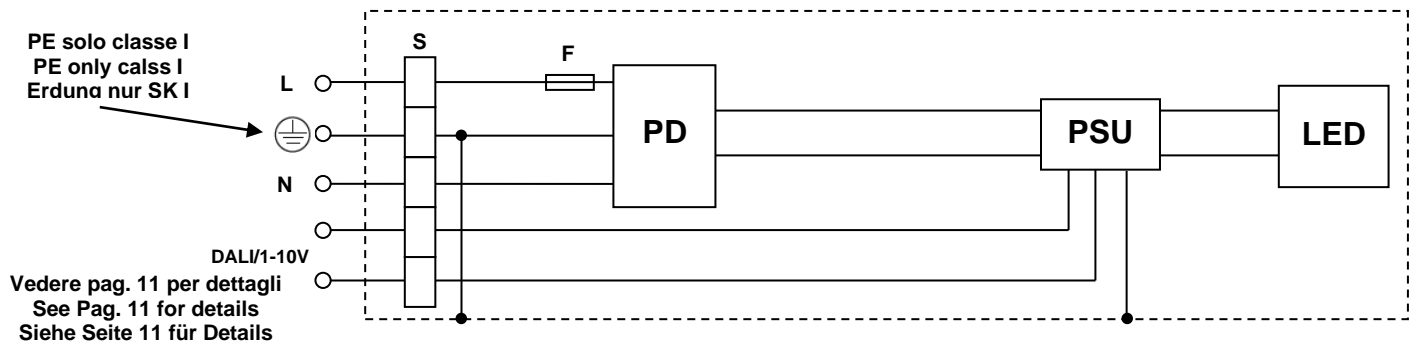 PE solo classe I
PE only calss I
Erdung nur SK I
S
F
L
PD
PSU
LED
N
DALI/1-10V
Vedere pag. 11 per dettagli
See Pag. 11 for details
Siehe Seite 11 für Details